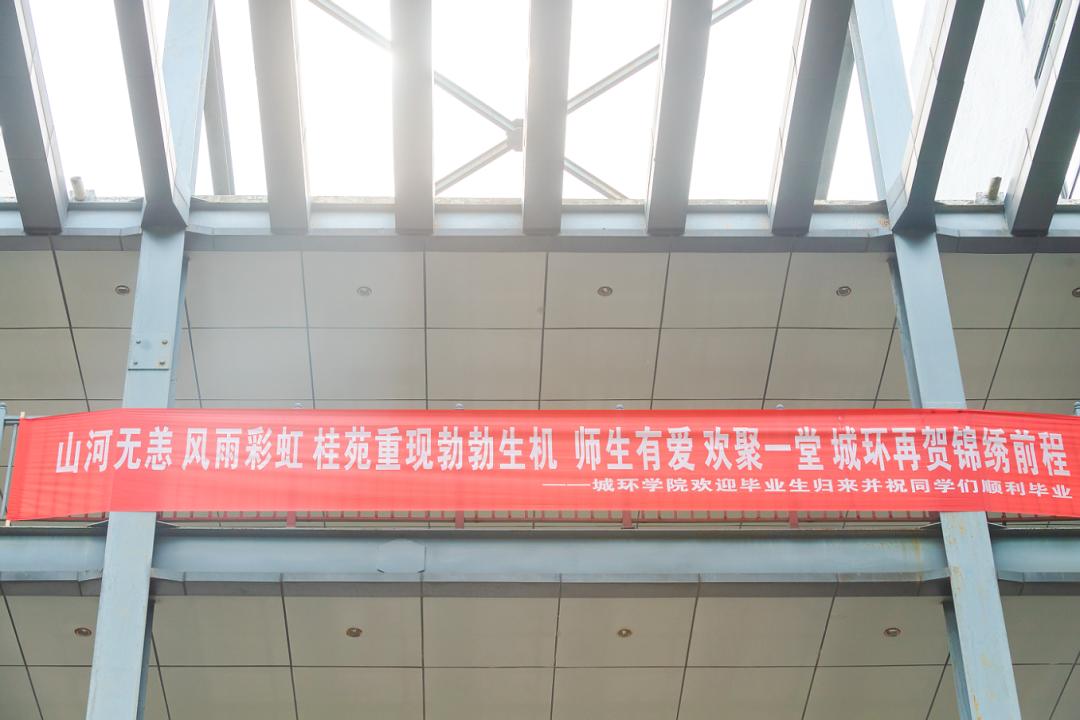 山河无恙 风雨彩虹 桂苑重现勃勃生机 师生有爱 欢聚一堂 城环再贺锦绣前程
——城环学院欢迎毕业生归来并祝同学们顺利毕业